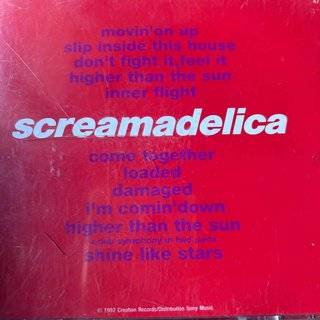 movin'on up
slip inside this house
don't fight it,feel it
higher than the sun
inner flight
screamadelica
come together
loaded
damaged
i'm comin'down
higher than the sun
a dub symphony in two parts
shine like stars
© 1992 Creation Records/Distribution Sony Music.